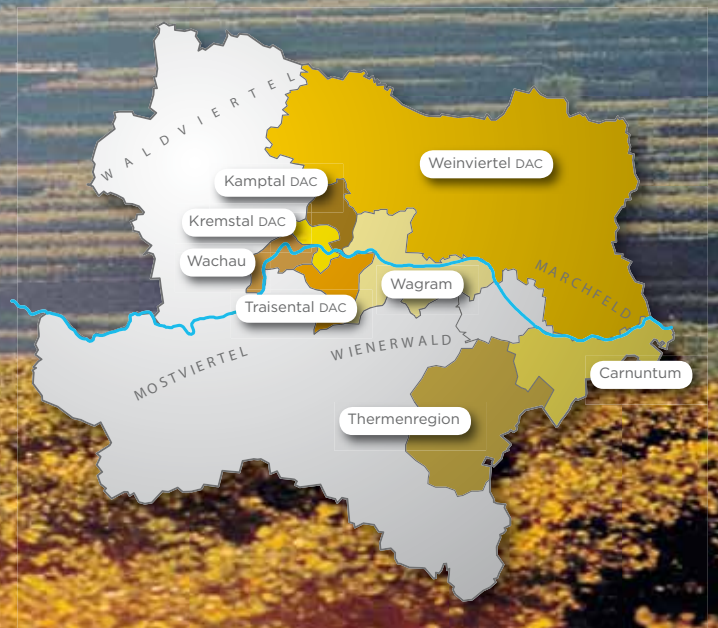 WALDVIERTEL
Weinviertel DAC
Kamptal DAC
Kremstal DAC
Wachau
Wagram
MARCHFELD
Traisental DAC
WIENERWALD
MOSTVIERTEL
Carnuntum
Thermenregion